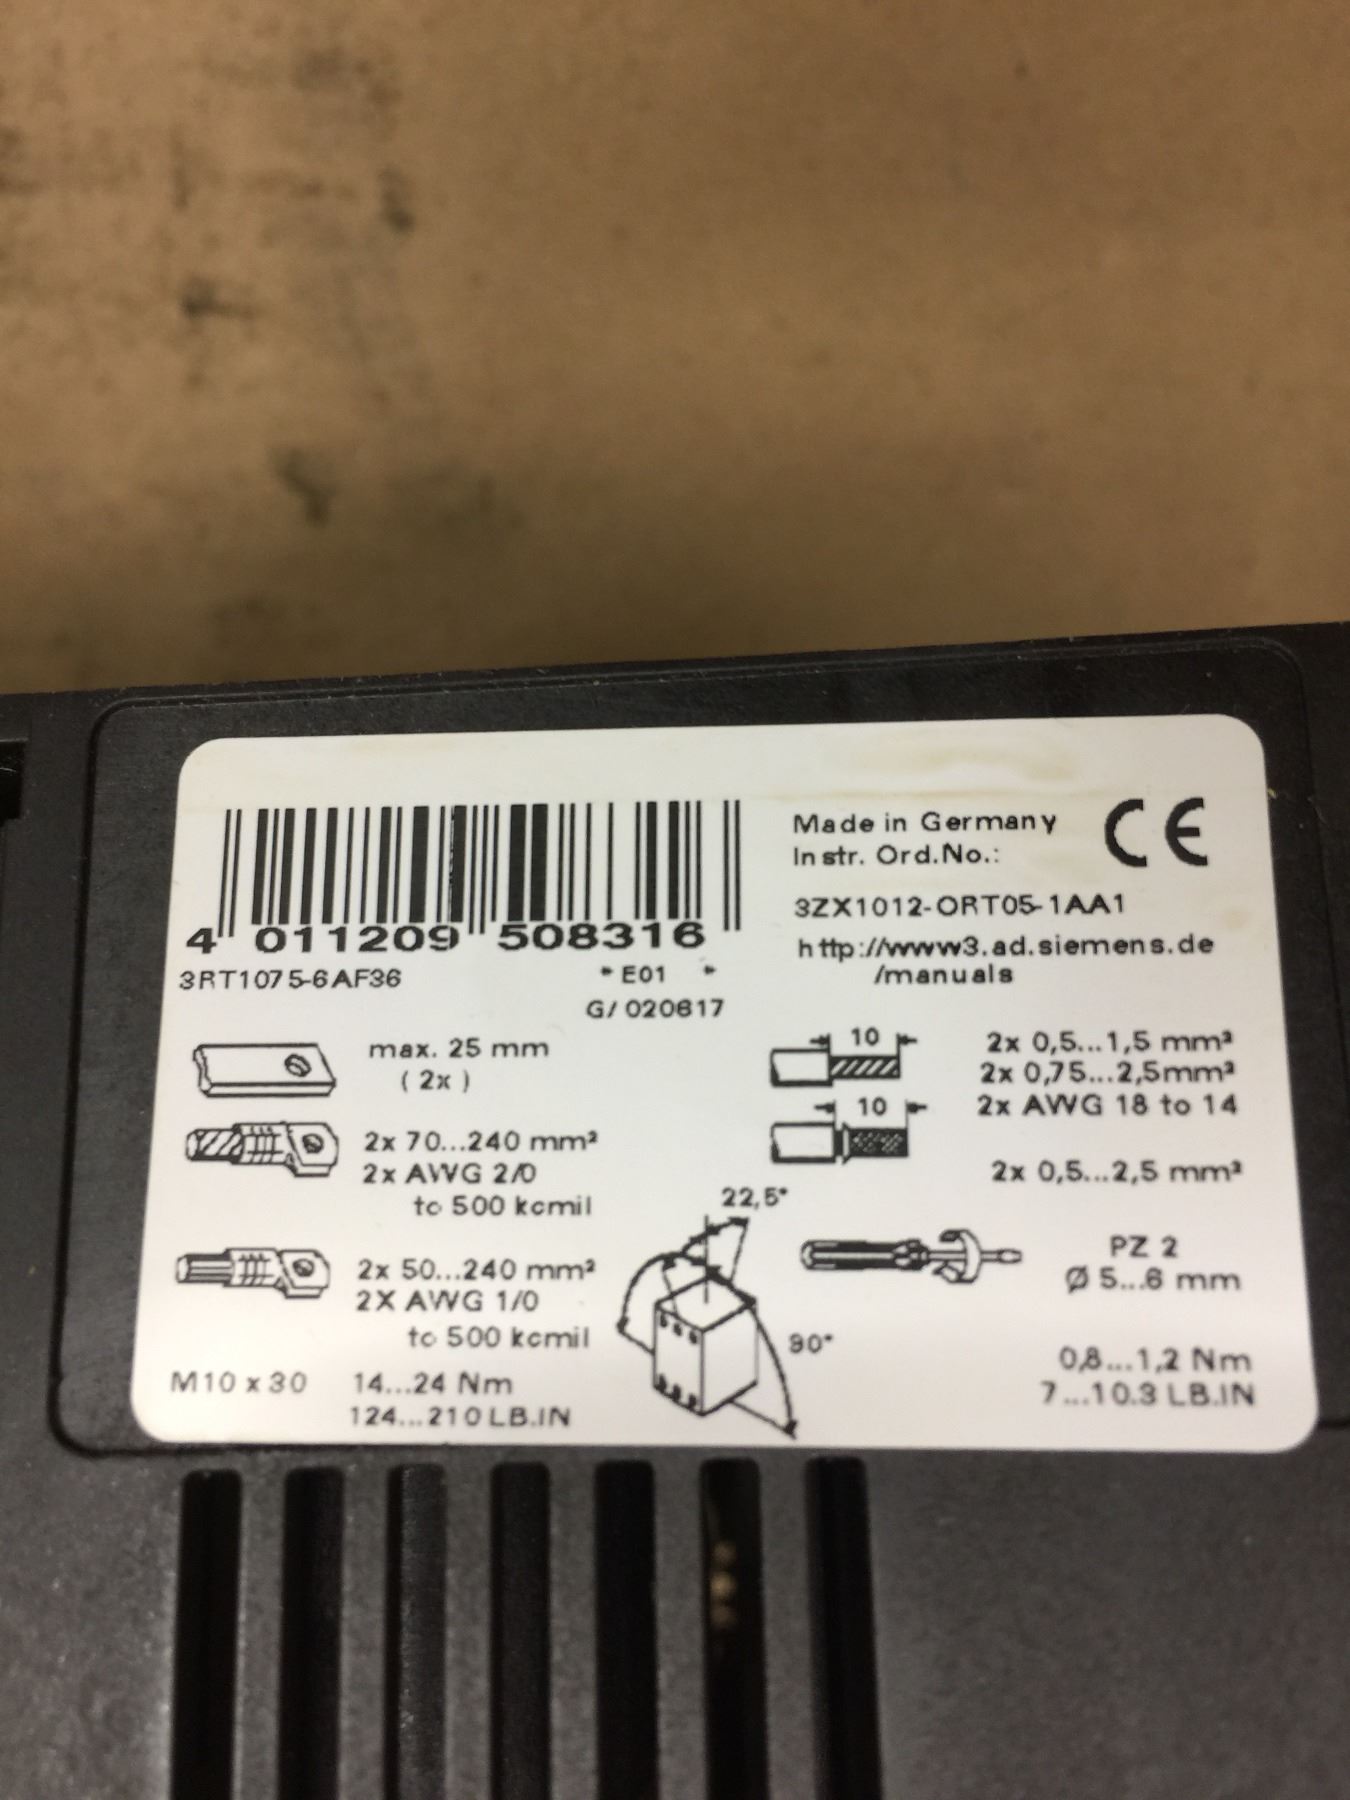 4 011209 508316
3RT1075-6AF36
* E01 *
G/ 020617
Made in Germany
Instr. Ord.No.:
CE
3ZX1012-ORT05-1AA1
http://www3.ad.siemens.de
/manuals
max. 25 mm
( 2x )
2x 70...240 mm²
2x AWG 2/0
to 500 kcmil
2x 50...240 mm²
2X AWG 1/0
to 500 kcmil
M10 x 30 14...24 Nm
124...210 LB.IN
22,5°
90°
10
2x 0,5...1,5 mm²
2x 0,75...2,5mm²
2x AWG 18 to 14
10
2x 0,5...2,5 mm²
PZ 2
Ø 5...6 mm
0,8...1,2 Nm
7...10.3 LB.IN